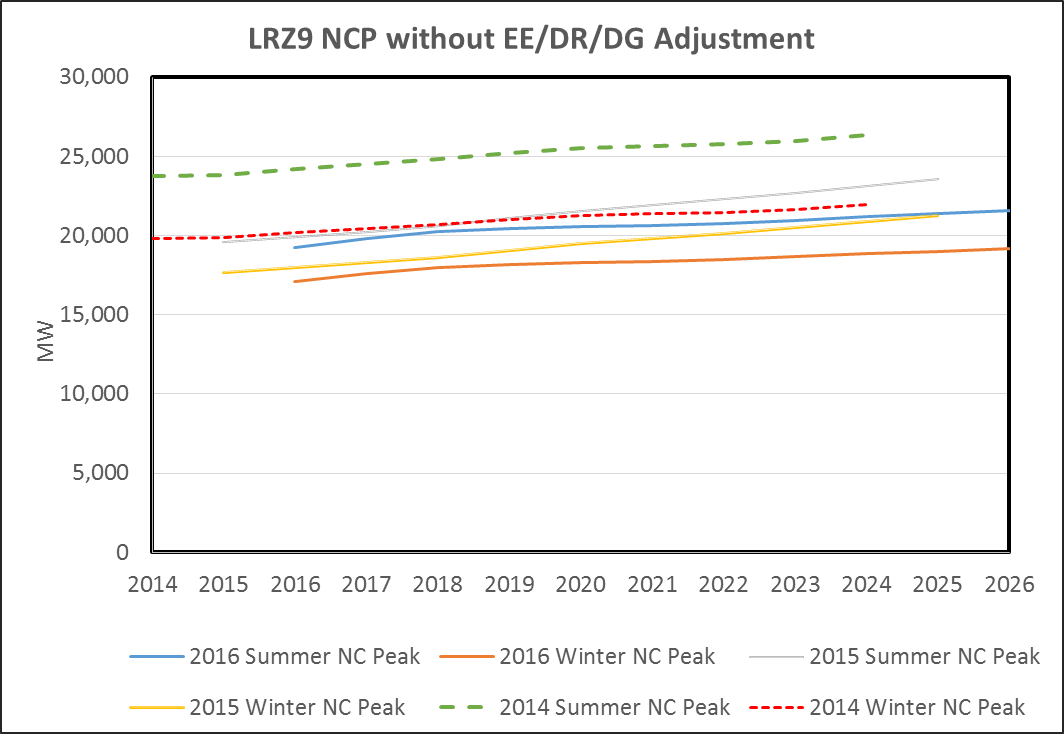 LRZ9 NCP without EE/DR/DG Adjustment
30,000
25,000
20,000
15,000
10,000
5,000
0
MW
2014 2015 2016 2017 2018 2019 2020 2021 2022 2023 2024 2025 2026
2016 Summer NC Peak 2016 Winter NC Peak 2015 Summer NC Peak
2015 Winter NC Peak 2014 Summer NC Peak 2014 Winter NC Peak